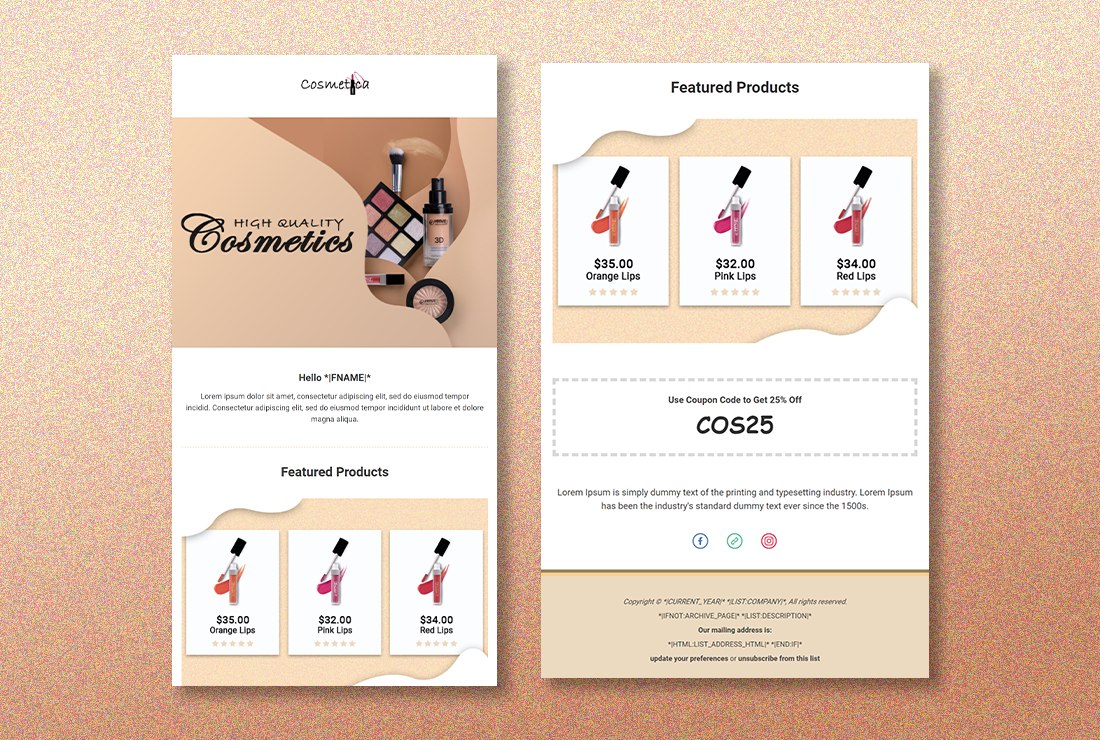 Cosmetica
HIGH QUALITY
Cosmetics
3D
Hello *|FNAME|*
Lorem ipsum dolor sit amet, consectetur adipiscing elit, sed do eiusmod tempor
incidid. Consectetur adipiscing elit, sed do eiusmod tempor incididunt ut labore et dolore
magna aliqua.
Featured Products
$35.00
Orange Lips
$32.00
Pink Lips
$34.00
Red Lips
Featured Products
$35.00
Orange Lips
$32.00
Pink Lips
$34.00
Red Lips
Use Coupon Code to Get 25% Off
COS25
Lorem Ipsum is simply dummy text of the printing and typesetting industry. Lorem Ipsum
has been the industry's standard dummy text ever since the 1500s.
Copyright © *|CURRENT_YEAR|* *|LIST:COMPANY|*, All rights reserved.
*|IFNOT:ARCHIVE_PAGE|* *|LIST:DESCRIPTION|*
Our mailing address is:
*|HTML:LIST_ADDRESS_HTML|* *|END:IF|*
update your preferences or unsubscribe from this list